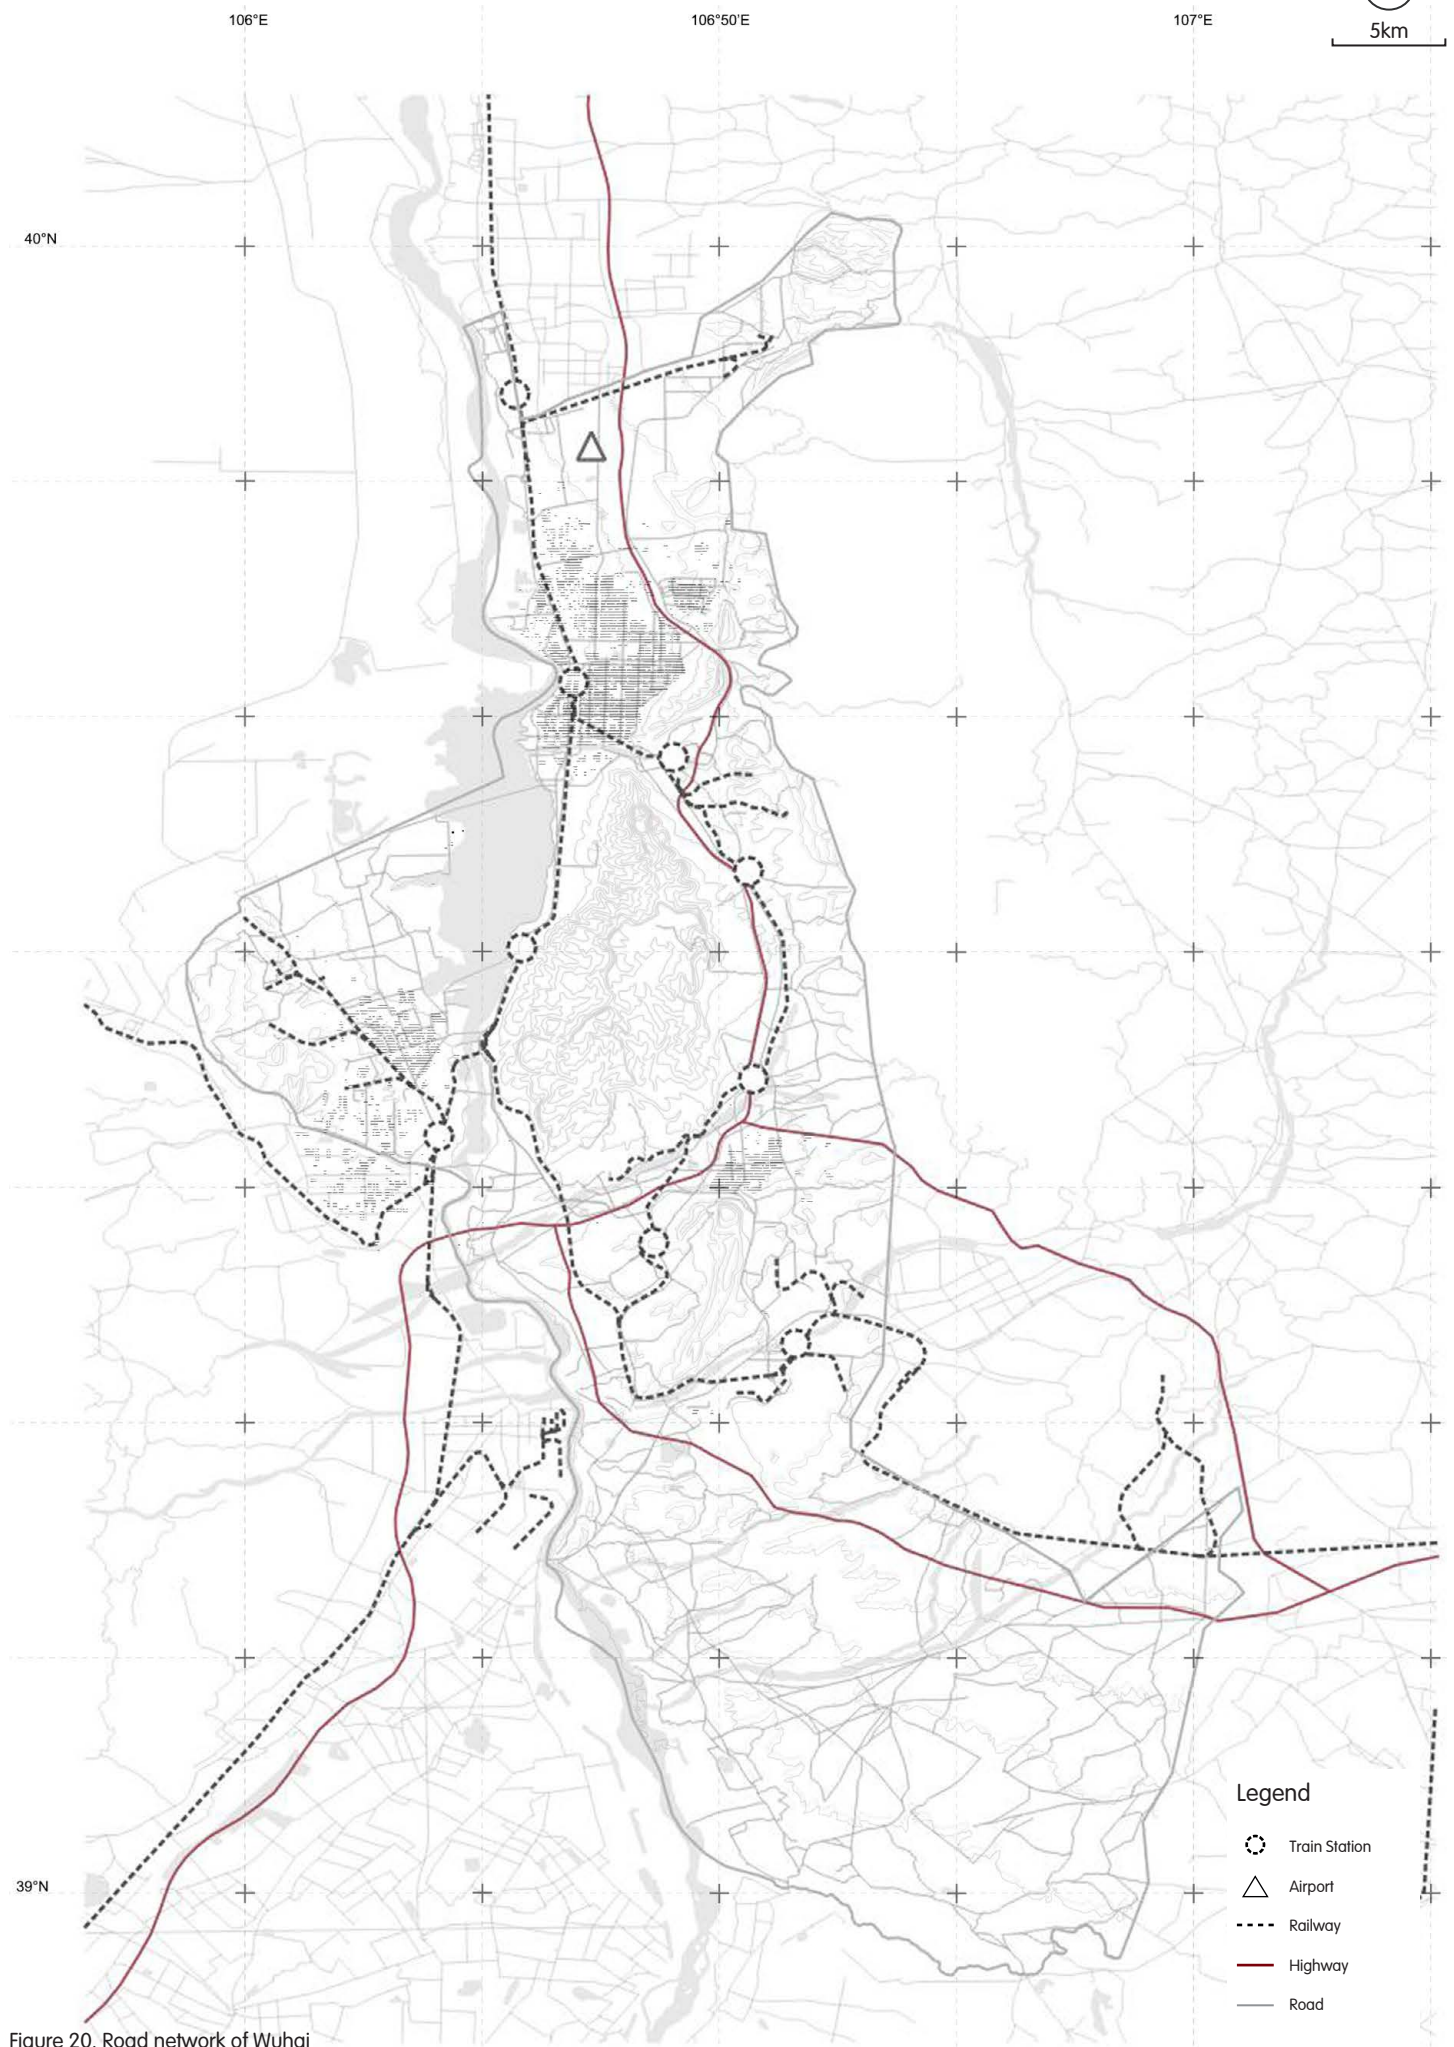 106°E
106°50'E
107°E
5km
40°N
39°N
Legend
Train Station
Airport
Railway
Highway
Road
Figure 20. Road network of Wuhai